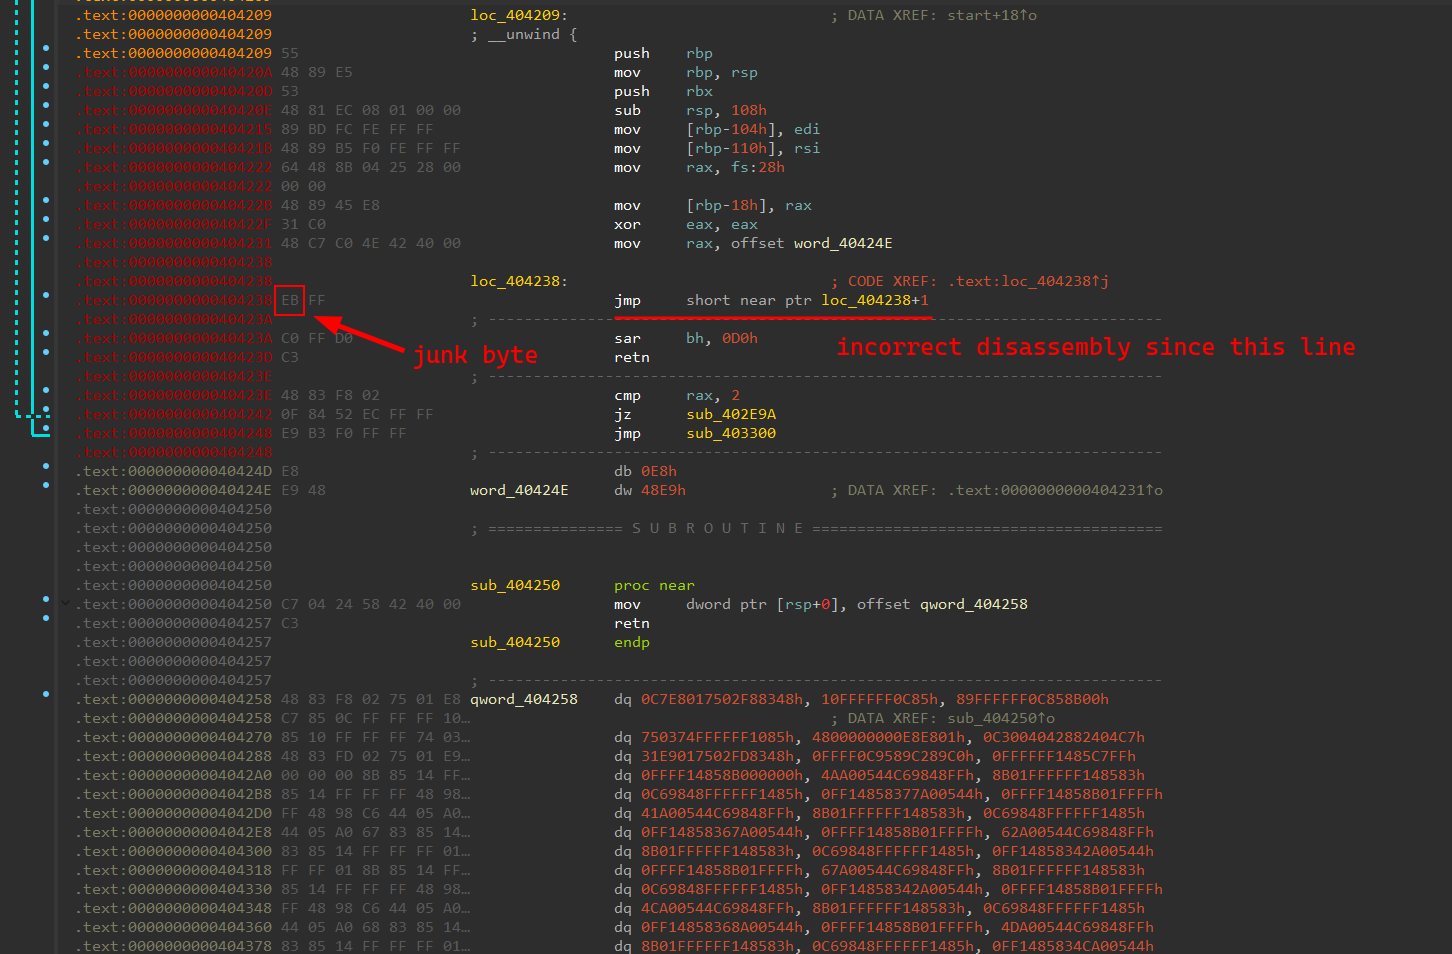 .text:0000000000404209 loc_404209: ; DATA XREF: start+18↑o
.text:0000000000404209 ; __unwind {
.text:0000000000404209 55 push rbp
.text:000000000040420A 48 89 E5 mov rbp, rsp
.text:000000000040420D 53 push rbx
.text:000000000040420E 48 81 EC 08 01 00 00 sub rsp, 108h
.text:0000000000404215 89 BD FC FE FF FF mov [rbp-104h], edi
.text:000000000040421B 48 89 B5 F0 FE FF FF mov [rbp-110h], rsi
.text:0000000000404222 64 48 8B 04 25 28 00 mov rax, fs:28h
.text:0000000000404222 00 00
.text:000000000040422B 48 89 45 E8 mov [rbp-18h], rax
.text:000000000040422F 31 C0 xor eax, eax
.text:0000000000404231 48 C7 C0 4E 42 40 00 mov rax, offset word_40424E
.text:0000000000404238
.text:0000000000404238 loc_404238: ; CODE XREF: .text:loc_404238↑j
.text:0000000000404238 EB FF jmp short near ptr loc_404238+1
.text:000000000040423A ; ---------------------------------------------------------------------------
.text:000000000040423A C0 FF D0 sar bh, 0D0h
junk byte
incorrect disassembly since this line
.text:000000000040423D C3 retn
.text:000000000040423E ; ---------------------------------------------------------------------------
.text:000000000040423E 48 83 F8 02 cmp rax, 2
.text:0000000000404242 0F 84 52 EC FF FF jz sub_402E9A
.text:0000000000404248 E9 B3 F0 FF FF jmp sub_403300
.text:0000000000404248 ; ---------------------------------------------------------------------------
.text:000000000040424D E8 db 0E8h
.text:000000000040424E E9 48 word_40424E dw 48E9h ; DATA XREF: .text:0000000000404231↑o
.text:0000000000404250
.text:0000000000404250 ; =============== S U B R O U T I N E =======================================
.text:0000000000404250
.text:0000000000404250
.text:0000000000404250 sub_404250 proc near
.text:0000000000404250 C7 04 24 58 42 40 00 mov dword ptr [rsp+0], offset qword_404258
.text:0000000000404257 C3 retn
.text:0000000000404257 sub_404250 endp
.text:0000000000404257
.text:0000000000404257 ; ---------------------------------------------------------------------------
.text:0000000000404258 48 83 F8 02 75 01 E8 qword_404258 dq 0C7E8017502F88348h, 10FFFFFF0C85h, 89FFFFFF0C858B00h
.text:0000000000404258 C7 85 0C FF FF FF 10… ; DATA XREF: sub_404250↑o
.text:0000000000404270 85 10 FF FF FF 74 03… dq 750374FFFFFF1085h, 4800000000E8E801h, 0C3004042882404C7h
.text:0000000000404288 48 83 FD 02 75 01 E9… dq 31E9017502FD8348h, 0FFFF0C9589C289C0h, 0FFFFFF1485C7FFh
.text:00000000004042A0 00 00 00 8B 85 14 FF… dq 0FFFF14858B000000h, 4AA00544C69848FFh, 8B01FFFFFF148583h
.text:00000000004042B8 85 14 FF FF FF 48 98… dq 0C69848FFFFFF1485h, 0FF14858377A00544h, 0FFFF14858B01FFFFh
.text:00000000004042D0 FF 48 98 C6 44 05 A0… dq 41A00544C69848FFh, 8B01FFFFFF148583h, 0C69848FFFFFF1485h
.text:00000000004042E8 44 05 A0 67 83 85 14… dq 0FF14858367A00544h, 0FFFF14858B01FFFFh, 62A00544C69848FFh
.text:0000000000404300 83 85 14 FF FF FF 01… dq 8B01FFFFFF148583h, 0C69848FFFFFF1485h, 0FF14858342A00544h
.text:0000000000404318 FF FF 01 8B 85 14 FF… dq 0FFFF14858B01FFFFh, 67A00544C69848FFh, 8B01FFFFFF148583h
.text:0000000000404330 85 14 FF FF FF 48 98… dq 0C69848FFFFFF1485h, 0FF14858342A00544h, 0FFFF14858B01FFFFh
.text:0000000000404348 FF 48 98 C6 44 05 A0… dq 4CA00544C69848FFh, 8B01FFFFFF148583h, 0C69848FFFFFF1485h
.text:0000000000404360 44 05 A0 68 83 85 14… dq 0FF14858368A00544h, 0FFFF14858B01FFFFh, 4DA00544C69848FFh
.text:0000000000404378 83 85 14 FF FF FF 01… dq 8B01FFFFFF148583h, 0C69848FFFFFF1485h, 0FF1485834CA00544h